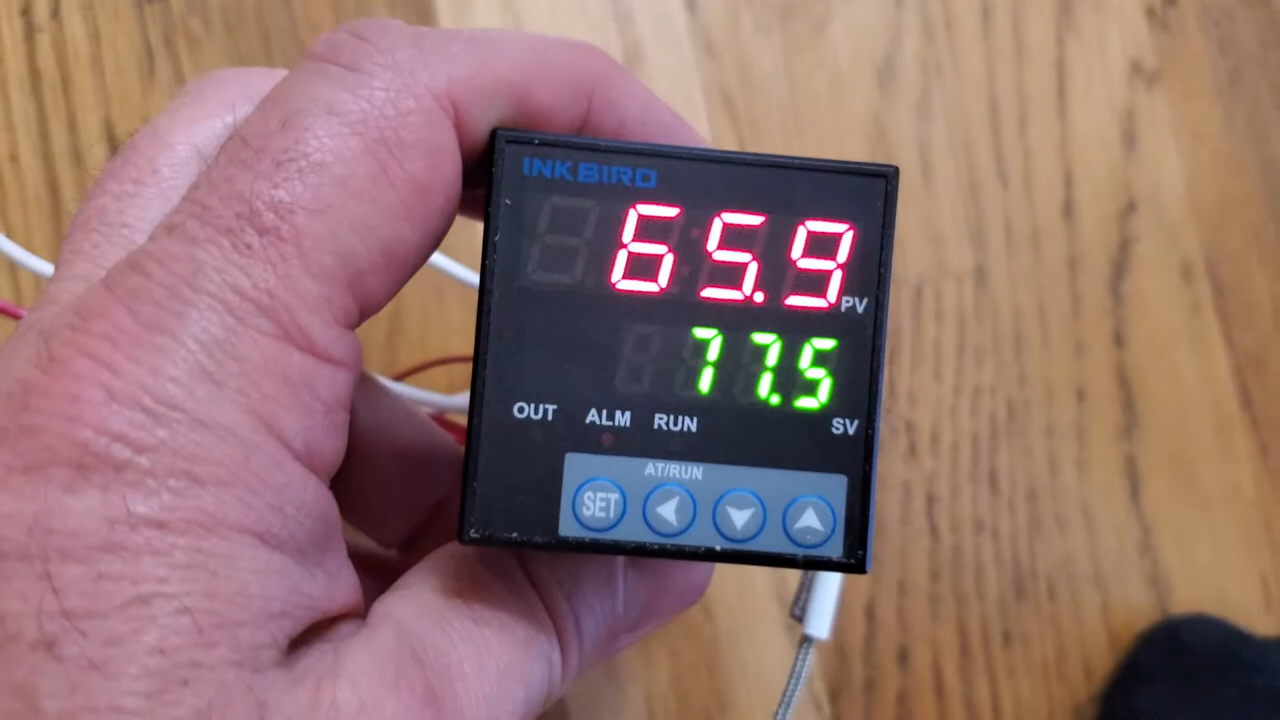 INKBIRD
65.9
PV
77.5
OUT ALM RUN
SV
AT/RUN
SET